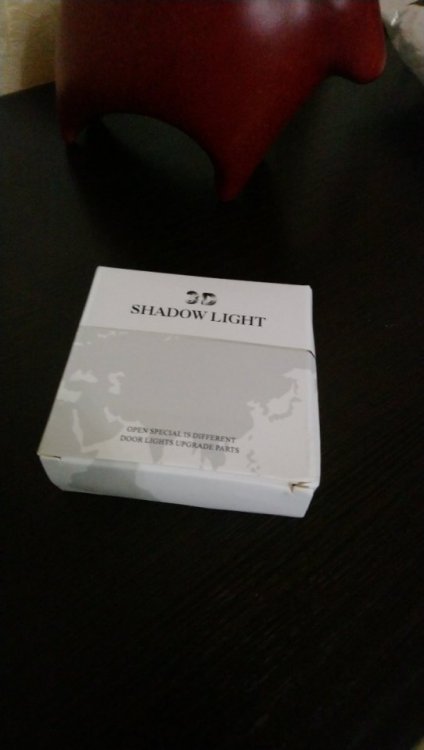 3D
SHADOW LIGHT
OPEN SPECIAL IS DIFFERENT
DOOR LIGHTS UPGRADE PARTS